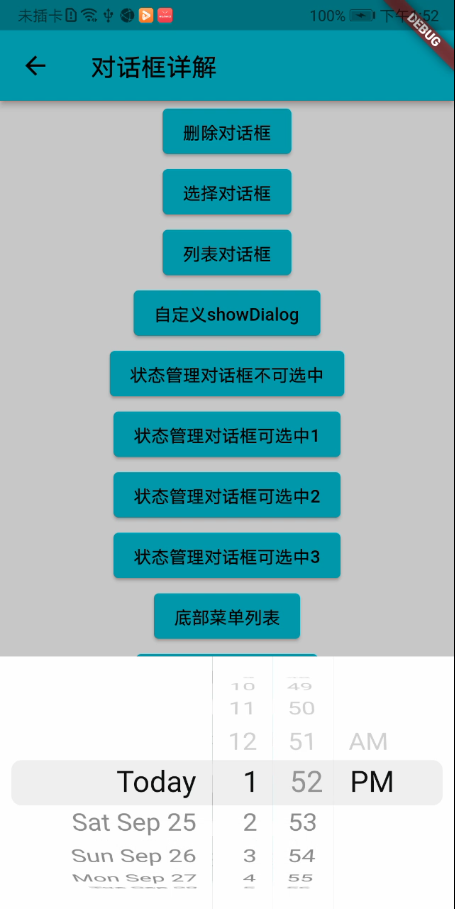 未插卡 100% 下午 :52
DEBUG
对话框详解
删除对话框
选择对话框
列表对话框
自定义showDialog
状态管理对话框不可选中
状态管理对话框可选中1
状态管理对话框可选中2
状态管理对话框可选中3
底部菜单列表
10 49
11 50
12 51 AM
Today 1 52 PM
Sat Sep 25 2 53
Sun Sep 26 3 54
Mon Sep 27 4 55